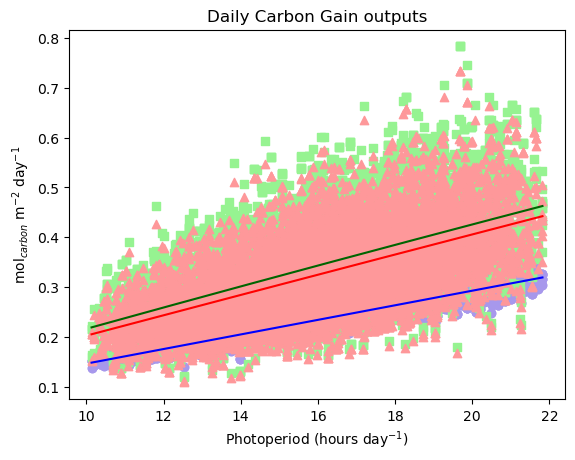 Daily Carbon Gain outputs
mol_{carbon} m^{−2} day^{−1}
0.8
0.7
0.6
0.5
0.4
0.3
0.2
0.1
10 12 14 16 18 20 22
Photoperiod (hours day^{−1})